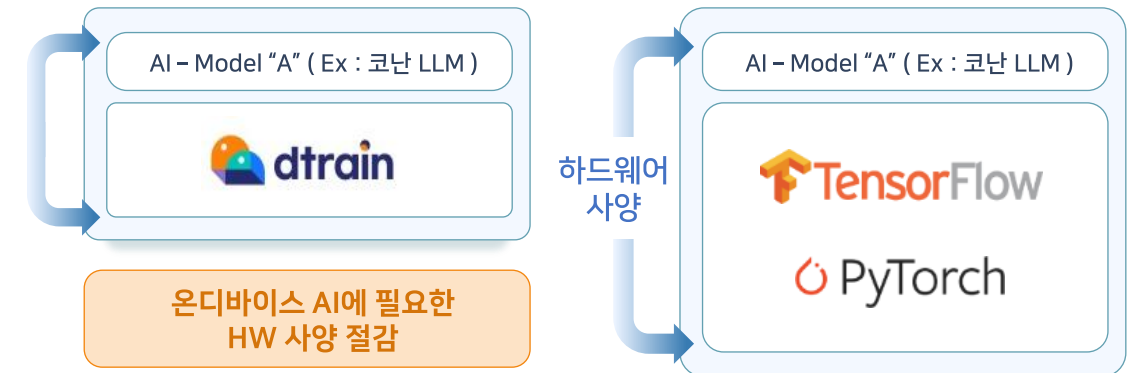 AI – Model “A” ( Ex : 코난 LLM )
dtrain
온디바이스 AI에 필요한
HW 사양 절감
하드웨어
사양
AI – Model “A” ( Ex : 코난 LLM )
TensorFlow
PyTorch